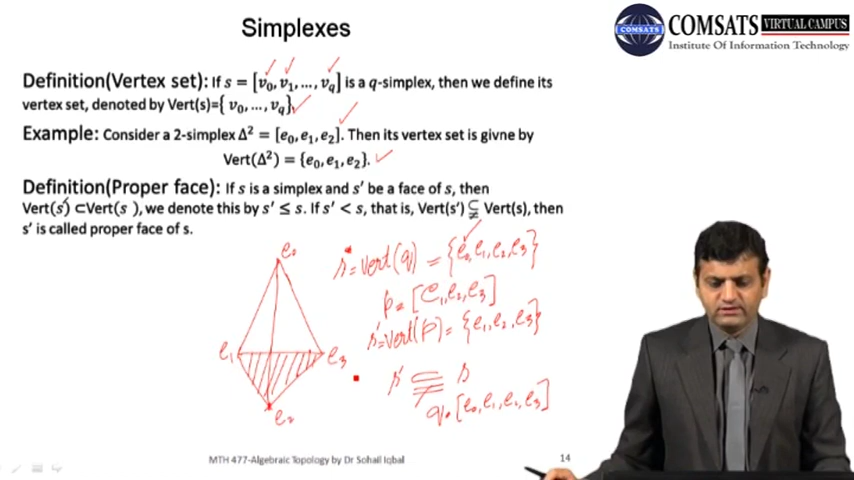 Simplexes
COMSATS VIRTUAL CAMPUS
COMSATS
Institute Of Information Technology
Definition(Vertex set): If s = [v₀, v₁, …, v_q] is a q-simplex, then we define its
vertex set, denoted by Vert(s)={ v₀, …, v_q}.
Example: Consider a 2-simplex Δ² = [e₀, e₁, e₂]. Then its vertex set is givne by
Vert(Δ²) = {e₀, e₁, e₂}.
Definition(Proper face): If s is a simplex and s′ be a face of s, then
Vert(s′) ⊂Vert(s ), we denote this by s′ ≤ s. If s′ < s, that is, Vert(s′) ⊊ Vert(s), then
s′ is called proper face of s.
e₀
s = vert(q) = {e₀, e₁, e₂, e₃}
p = [e₁, e₂, e₃]
s′ = vert(p) = {e₁, e₂, e₃}
e₁
e₃
s′ ⊊ s
e₂
q = [e₀, e₁, e₂, e₃]
MTH 477-Algebraic Topology by Dr Sohail Iqbal
14